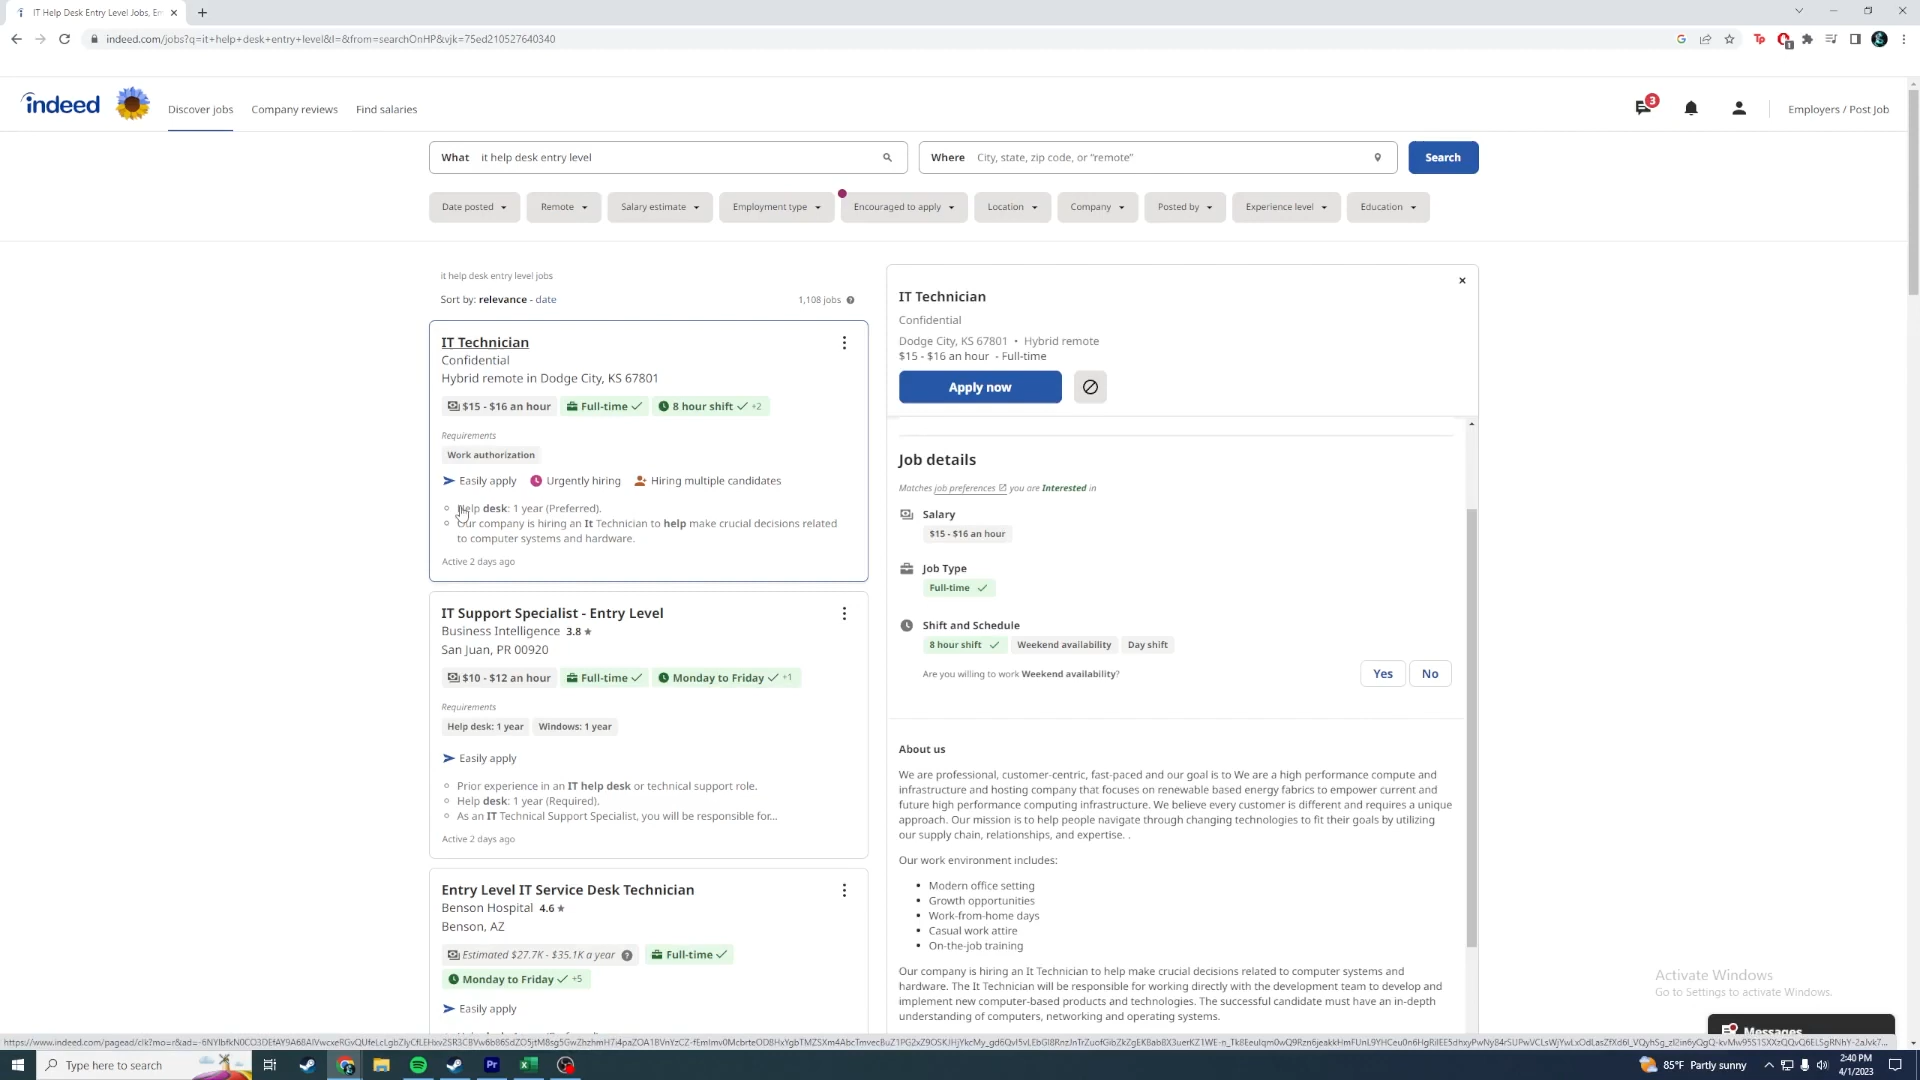 IT Help Desk Entry Level Jobs, Em
indeed.com/jobs?q=it+help+desk+entry+level&l=&from=searchOnHP&vjk=75ed210527640340
indeed
Discover jobs
Company reviews
Find salaries
3
Employers / Post Job
What it help desk entry level
Where City, state, zip code, or "remote"
Search
Date posted
Remote
Salary estimate
Employment type
Encouraged to apply
Location
Company
Posted by
Experience level
Education
it help desk entry level jobs
Sort by: relevance - date
1,108 jobs
IT Technician
Confidential
Hybrid remote in Dodge City, KS 67801
$15 - $16 an hour Full-time 8 hour shift +2
Requirements
Work authorization
Easily apply Urgently hiring Hiring multiple candidates
Help desk: 1 year (Preferred).
Our company is hiring an It Technician to help make crucial decisions related
to computer systems and hardware.
Active 2 days ago
IT Support Specialist - Entry Level
Business Intelligence 3.8
San Juan, PR 00920
$10 - $12 an hour Full-time Monday to Friday +1
Requirements
Help desk: 1 year Windows: 1 year
Easily apply
Prior experience in an IT help desk or technical support role.
Help desk: 1 year (Required).
As an IT Technical Support Specialist, you will be responsible for...
Active 2 days ago
Entry Level IT Service Desk Technician
Benson Hospital 4.6
Benson, AZ
Estimated $27.7K - $35.1K a year Full-time
Monday to Friday +5
Easily apply
IT Technician
Confidential
Dodge City, KS 67801 • Hybrid remote
$15 - $16 an hour - Full-time
Apply now
Job details
Matches job preferences you are Interested in
Salary
$15 - $16 an hour
Job Type
Full-time
Shift and Schedule
8 hour shift Weekend availability Day shift
Are you willing to work Weekend availability?
Yes No
About us
We are professional, customer-centric, fast-paced and our goal is to We are a high performance compute and
infrastructure and hosting company that focuses on renewable based energy fabrics to empower current and
future high performance computing infrastructure. We believe every customer is different and requires a unique
approach. Our mission is to help people navigate through changing technologies to fit their goals by utilizing
our supply chain, relationships, and expertise. .
Our work environment includes:
• Modern office setting
• Growth opportunities
• Work-from-home days
• Casual work attire
• On-the-job training
Our company is hiring an It Technician to help make crucial decisions related to computer systems and
hardware. The It Technician will be responsible for working directly with the development team to develop and
implement new computer-based products and technologies. The successful candidate must have an in-depth
understanding of computers, networking and operating systems.
Activate Windows
Go to Settings to activate Windows.
Messages
Type here to search
85°F Partly sunny
2:40 PM
4/1/2023